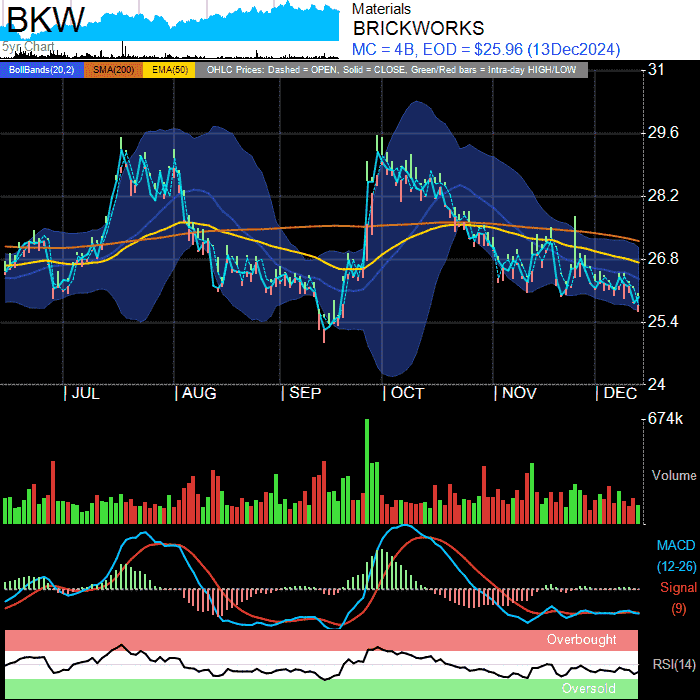 BKW
5yr Chart
Materials
BRICKWORKS
MC = 4B, EOD = $25.96 (13Dec2024)
BollBands(20,2) SMA(200) EMA(50) OHLC Prices: Dashed = OPEN, Solid = CLOSE, Green/Red bars = Intra-day HIGH/LOW
31
29.6
28.2
26.8
25.4
24
JUL AUG SEP OCT NOV DEC
674k
Volume
MACD
(12-26)
Signal
(9)
Overbought
RSI(14)
Oversold